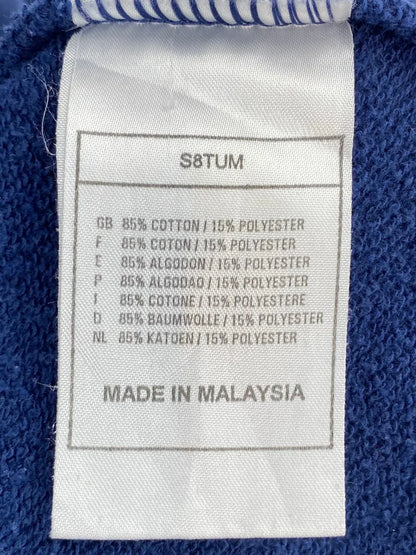 S8TUM
GB 85% COTTON / 15% POLYESTER
F 85% COTON / 15% POLYESTER
E 85% ALGODON / 15% POLYESTER
P 85% ALGODAO / 15% POLYESTER
I 85% COTONE / 15% POLYESTERE
D 85% BAUMWOLLE / 15% POLYESTER
NL 85% KATOEN / 15% POLYESTER
MADE IN MALAYSIA